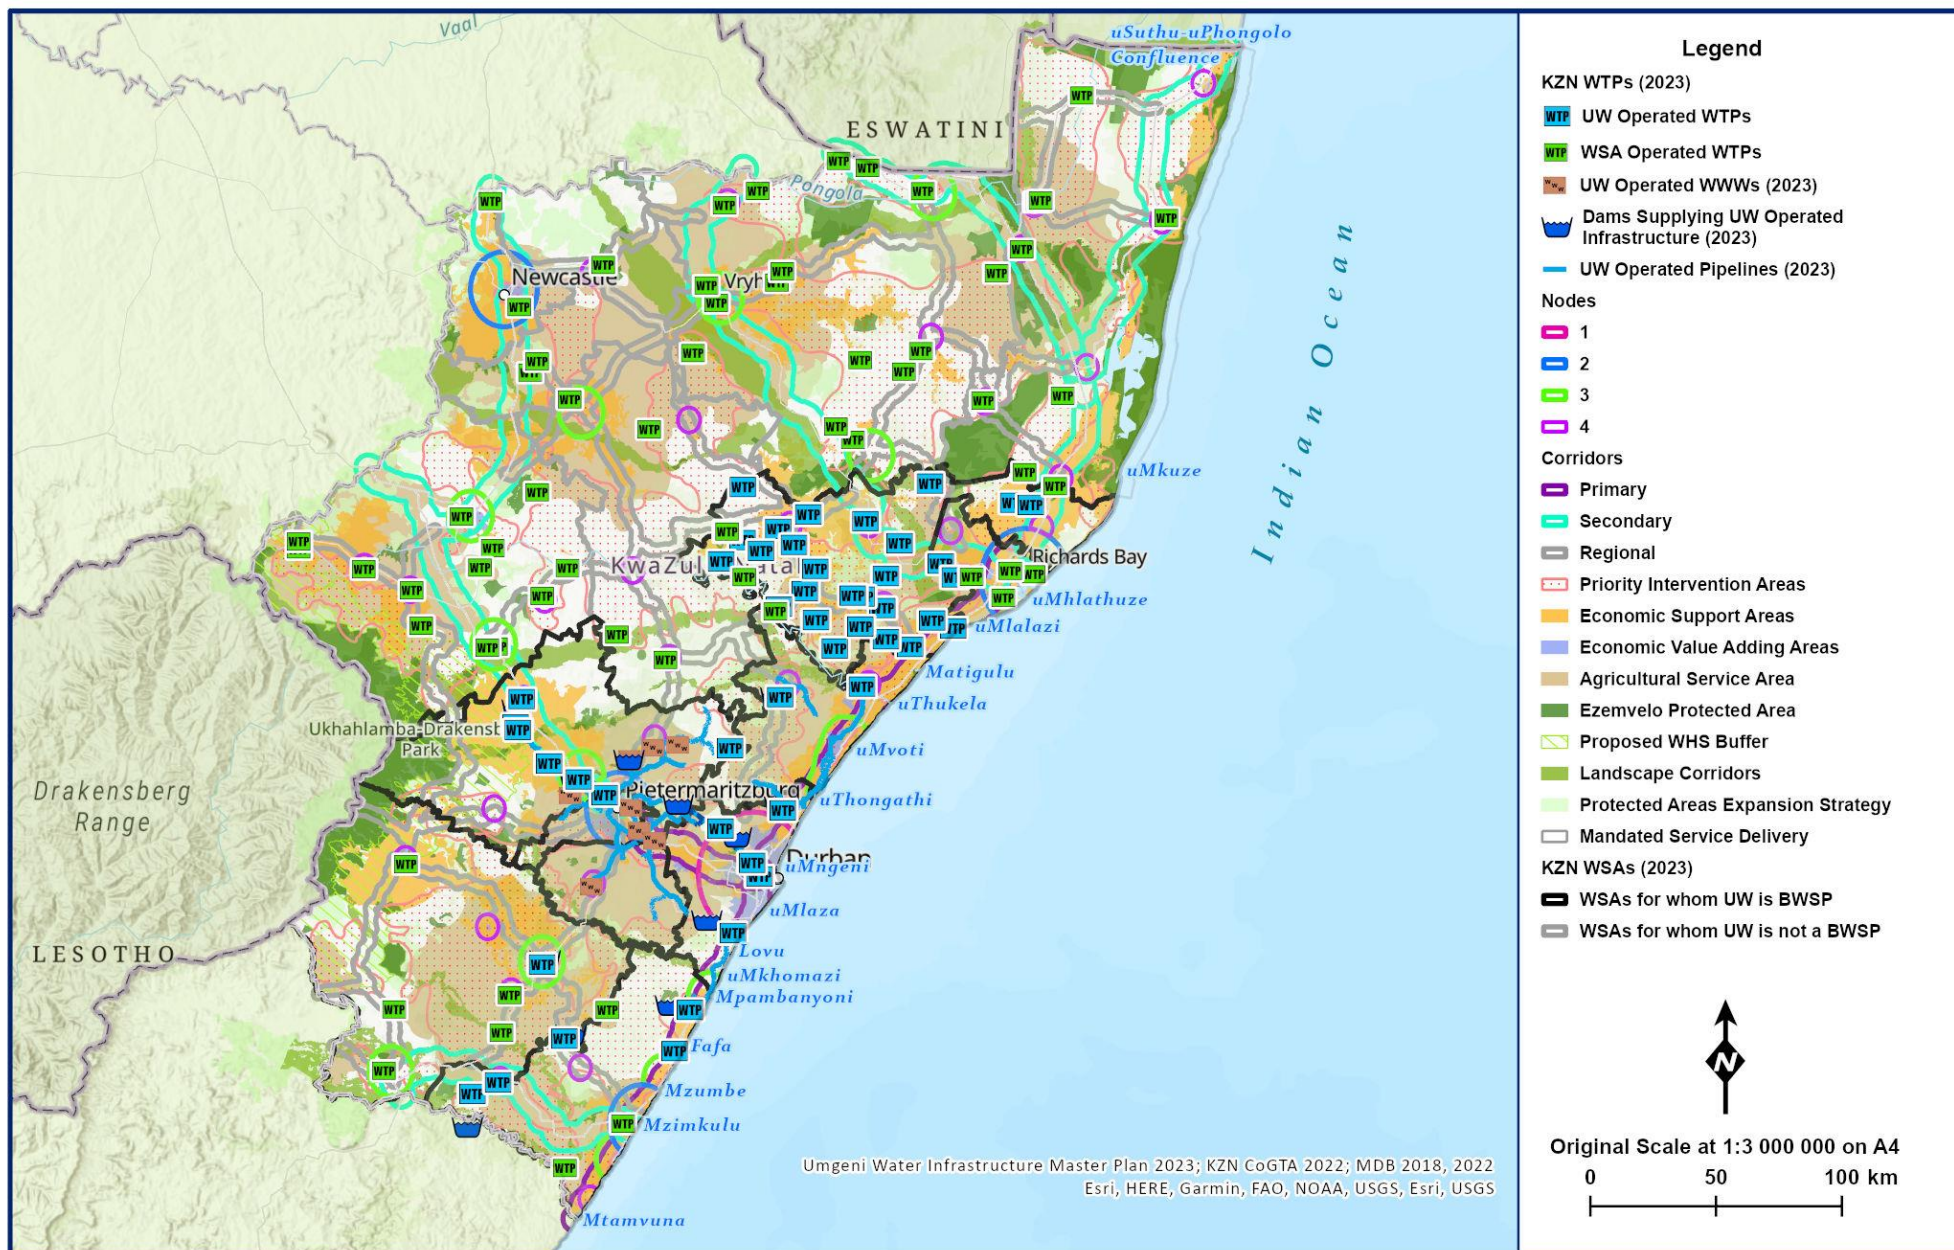 Vaal
uSuthu-uPhongolo
Confluence
ESWATINI
Pongola
Newcastle
Vryh
Indian Ocean
uMkuze
KwaZulu-Natal
Richards Bay
uMhlathuze
uMlalazi
Matigulu
uThukela
Ukhahlamba-Drakensb
Park
uMvoti
Drakensberg
Range
Pietermaritzburg
uThongathi
Durban
uMngeni
uMlaza
LESOTHO
Lovu
uMkhomazi
Mpambanyoni
Fafa
Mzumbe
Mzimkulu
Mtamvuna
Umgeni Water Infrastructure Master Plan 2023; KZN CoGTA 2022; MDB 2018, 2022
Esri, HERE, Garmin, FAO, NOAA, USGS, Esri, USGS
Legend
KZN WTPs (2023)
WTP UW Operated WTPs
WTP WSA Operated WTPs
UW Operated WWWs (2023)
Dams Supplying UW Operated
Infrastructure (2023)
UW Operated Pipelines (2023)
Nodes
1
2
3
4
Corridors
Primary
Secondary
Regional
Priority Intervention Areas
Economic Support Areas
Economic Value Adding Areas
Agricultural Service Area
Ezemvelo Protected Area
Proposed WHS Buffer
Landscape Corridors
Protected Areas Expansion Strategy
Mandated Service Delivery
KZN WSAs (2023)
WSAs for whom UW is BWSP
WSAs for whom UW is not a BWSP
N
Original Scale at 1:3 000 000 on A4
0 50 100 km